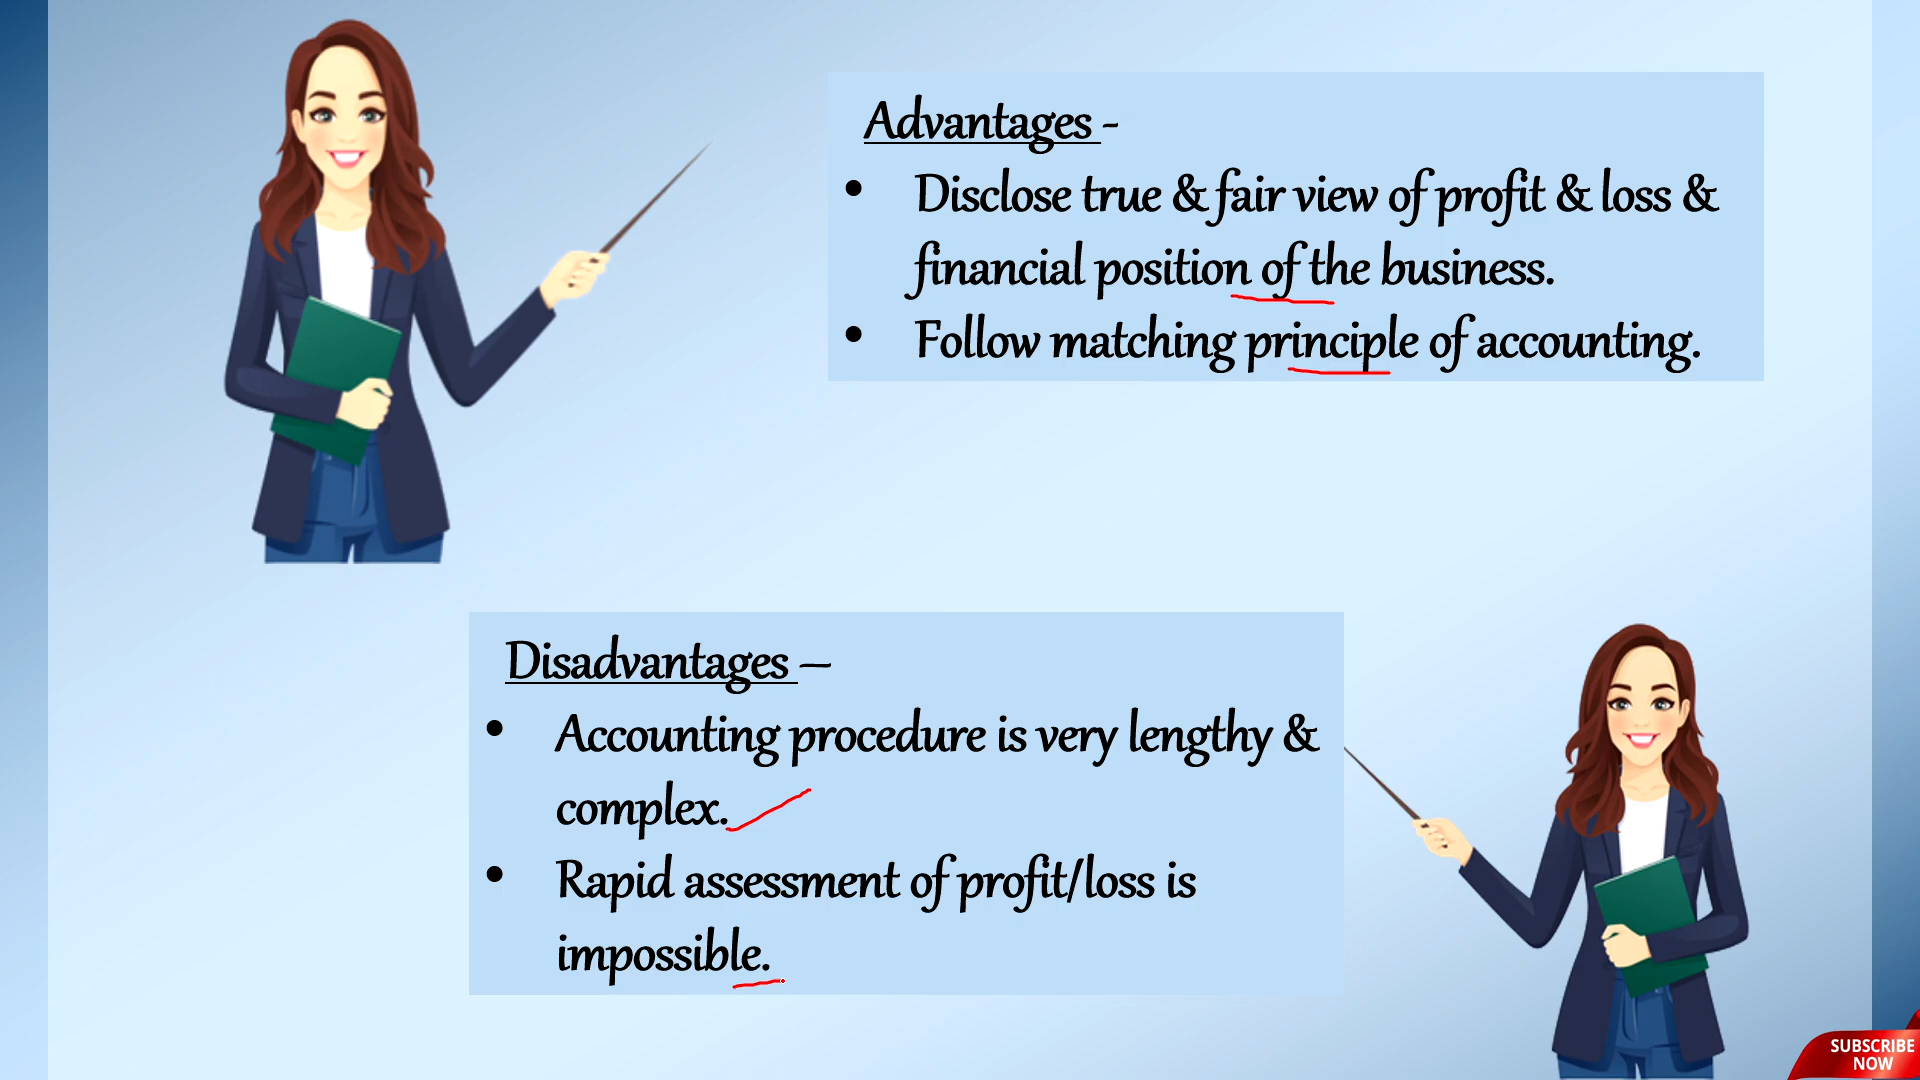 Advantages -
• Disclose true & fair view of profit & loss &
financial position of the business.
• Follow matching principle of accounting.
Disadvantages –
• Accounting procedure is very lengthy &
complex.
• Rapid assessment of profit/loss is
impossible.
SUBSCRIBE
NOW